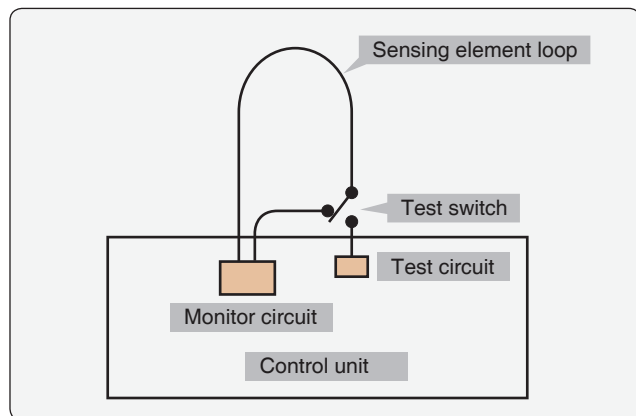 Sensing element loop
Test switch
Test circuit
Monitor circuit
Control unit